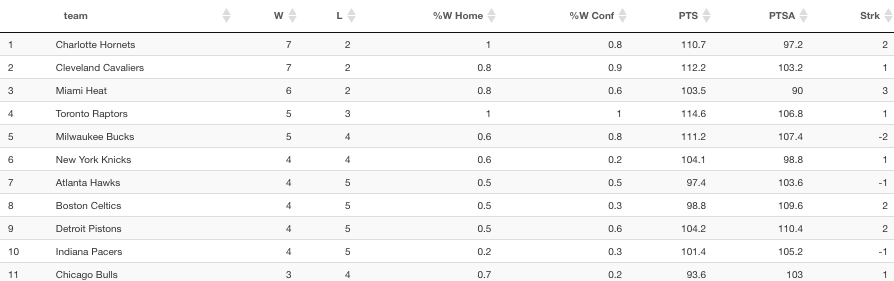 team W L %W Home %W Conf PTS PTSA Strk
1 Charlotte Hornets 7 2 1 0.8 110.7 97.2 2
2 Cleveland Cavaliers 7 2 0.8 0.9 112.2 103.2 1
3 Miami Heat 6 2 0.8 0.6 103.5 90 3
4 Toronto Raptors 5 3 1 1 114.6 106.8 1
5 Milwaukee Bucks 5 4 0.6 0.8 111.2 107.4 -2
6 New York Knicks 4 4 0.6 0.2 104.1 98.8 1
7 Atlanta Hawks 4 5 0.5 0.5 97.4 103.6 -1
8 Boston Celtics 4 5 0.5 0.3 98.8 109.6 2
9 Detroit Pistons 4 5 0.5 0.6 104.2 110.4 2
10 Indiana Pacers 4 5 0.2 0.3 101.4 105.2 -1
11 Chicago Bulls 3 4 0.7 0.2 93.6 103 1